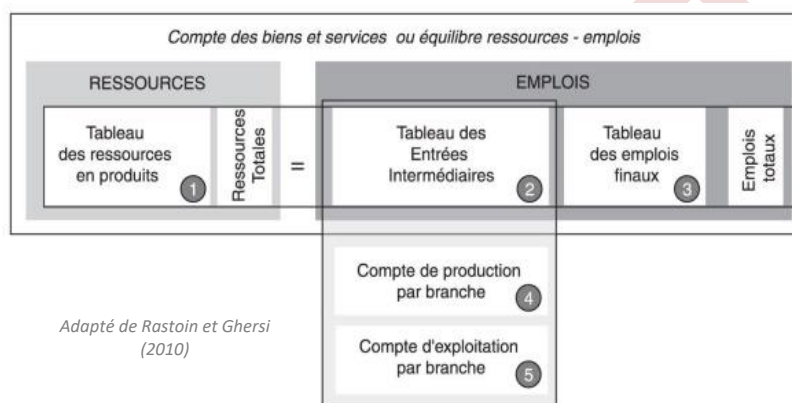 Compte des biens et services ou équilibre ressources - emplois
RESSOURCES
EMPLOIS
Tableau
des ressources
en produits
1
Ressources
Totales
=
Tableau des
Entrées
Intermédiaires
2
Tableau
des emplois
finaux
3
Emplois
totaux
Compte de production
par branche
4
Adapté de Rastoin et Ghersi
(2010)
Compte d'exploitation
par branche
5